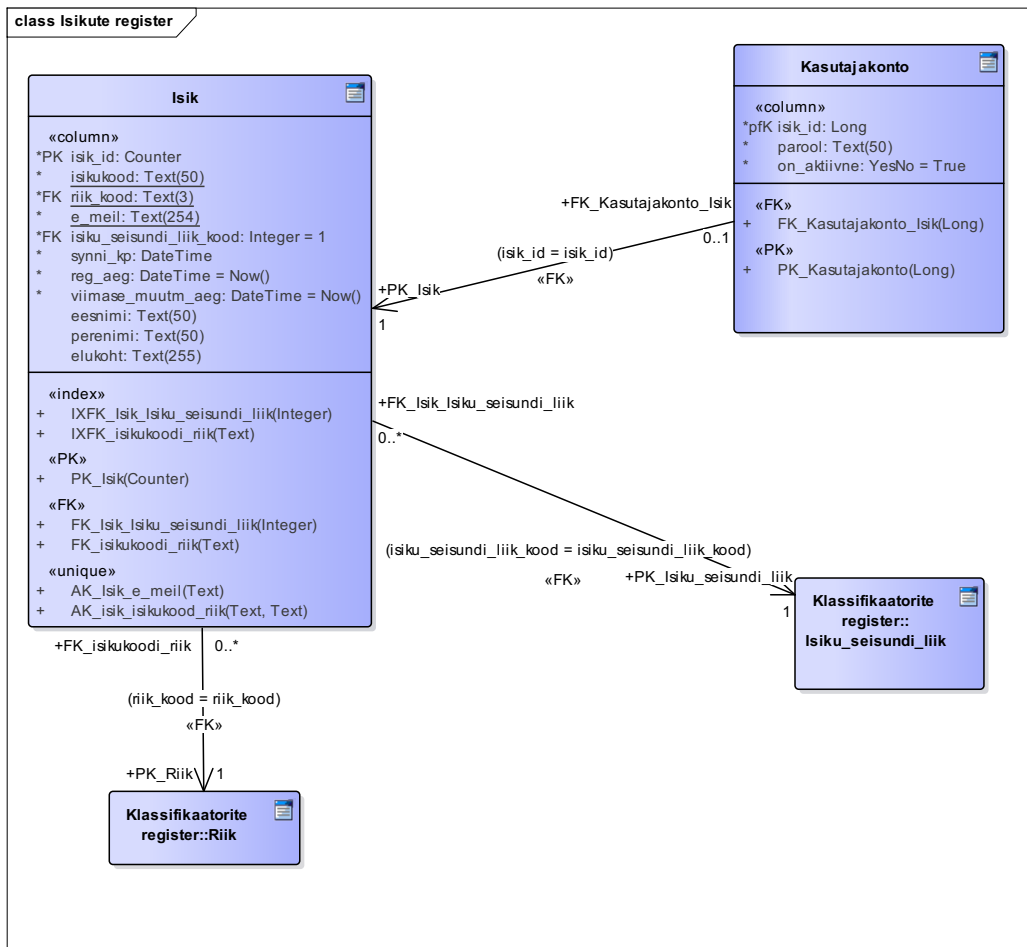 class Isikute register
Isik
«column»
*PK isik_id: Counter
* isikukood: Text(50)
*FK riik_kood: Text(3)
* e_meil: Text(254)
*FK isiku_seisundi_liik_kood: Integer = 1
* synni_kp: DateTime
* reg_aeg: DateTime = Now()
* viimase_muutm_aeg: DateTime = Now()
eesnimi: Text(50)
perenimi: Text(50)
elukoht: Text(255)
«index»
+ IXFK_Isik_Isiku_seisundi_liik(Integer)
+ IXFK_isikukoodi_riik(Text)
«PK»
+ PK_Isik(Counter)
«FK»
+ FK_Isik_Isiku_seisundi_liik(Integer)
+ FK_isikukoodi_riik(Text)
«unique»
+ AK_Isik_e_meil(Text)
+ AK_isik_isikukood_riik(Text, Text)
Kasutajakonto
«column»
*pfK isik_id: Long
* parool: Text(50)
* on_aktiivne: YesNo = True
«FK»
+ FK_Kasutajakonto_Isik(Long)
«PK»
+ PK_Kasutajakonto(Long)
+FK_Kasutajakonto_Isik
0..1
(isik_id = isik_id)
«FK»
+PK_Isik
1
+FK_Isik_Isiku_seisundi_liik
0..*
(isiku_seisundi_liik_kood = isiku_seisundi_liik_kood)
«FK»
+PK_Isiku_seisundi_liik
1
Klassifikaatorite
register::
Isiku_seisundi_liik
+FK_isikukoodi_riik
0..*
(riik_kood = riik_kood)
«FK»
+PK_Riik
1
Klassifikaatorite
register::Riik